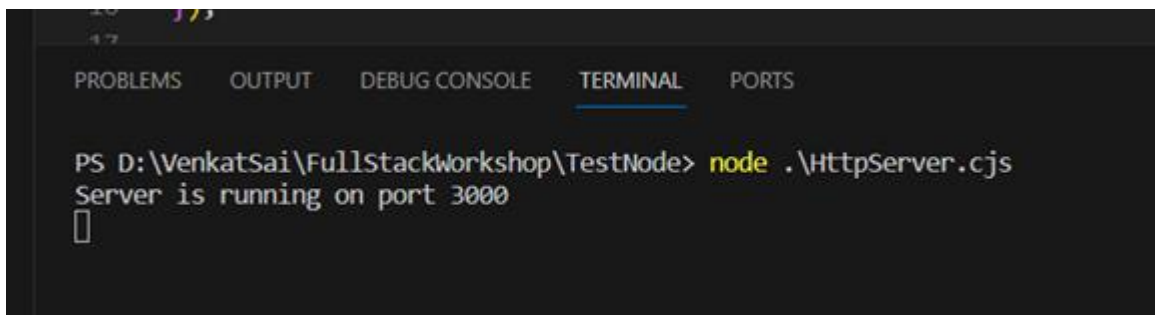 });
17
PROBLEMS OUTPUT DEBUG CONSOLE TERMINAL PORTS
PS D:\VenkatSai\FullStackWorkshop\TestNode> node .\HttpServer.cjs
Server is running on port 3000